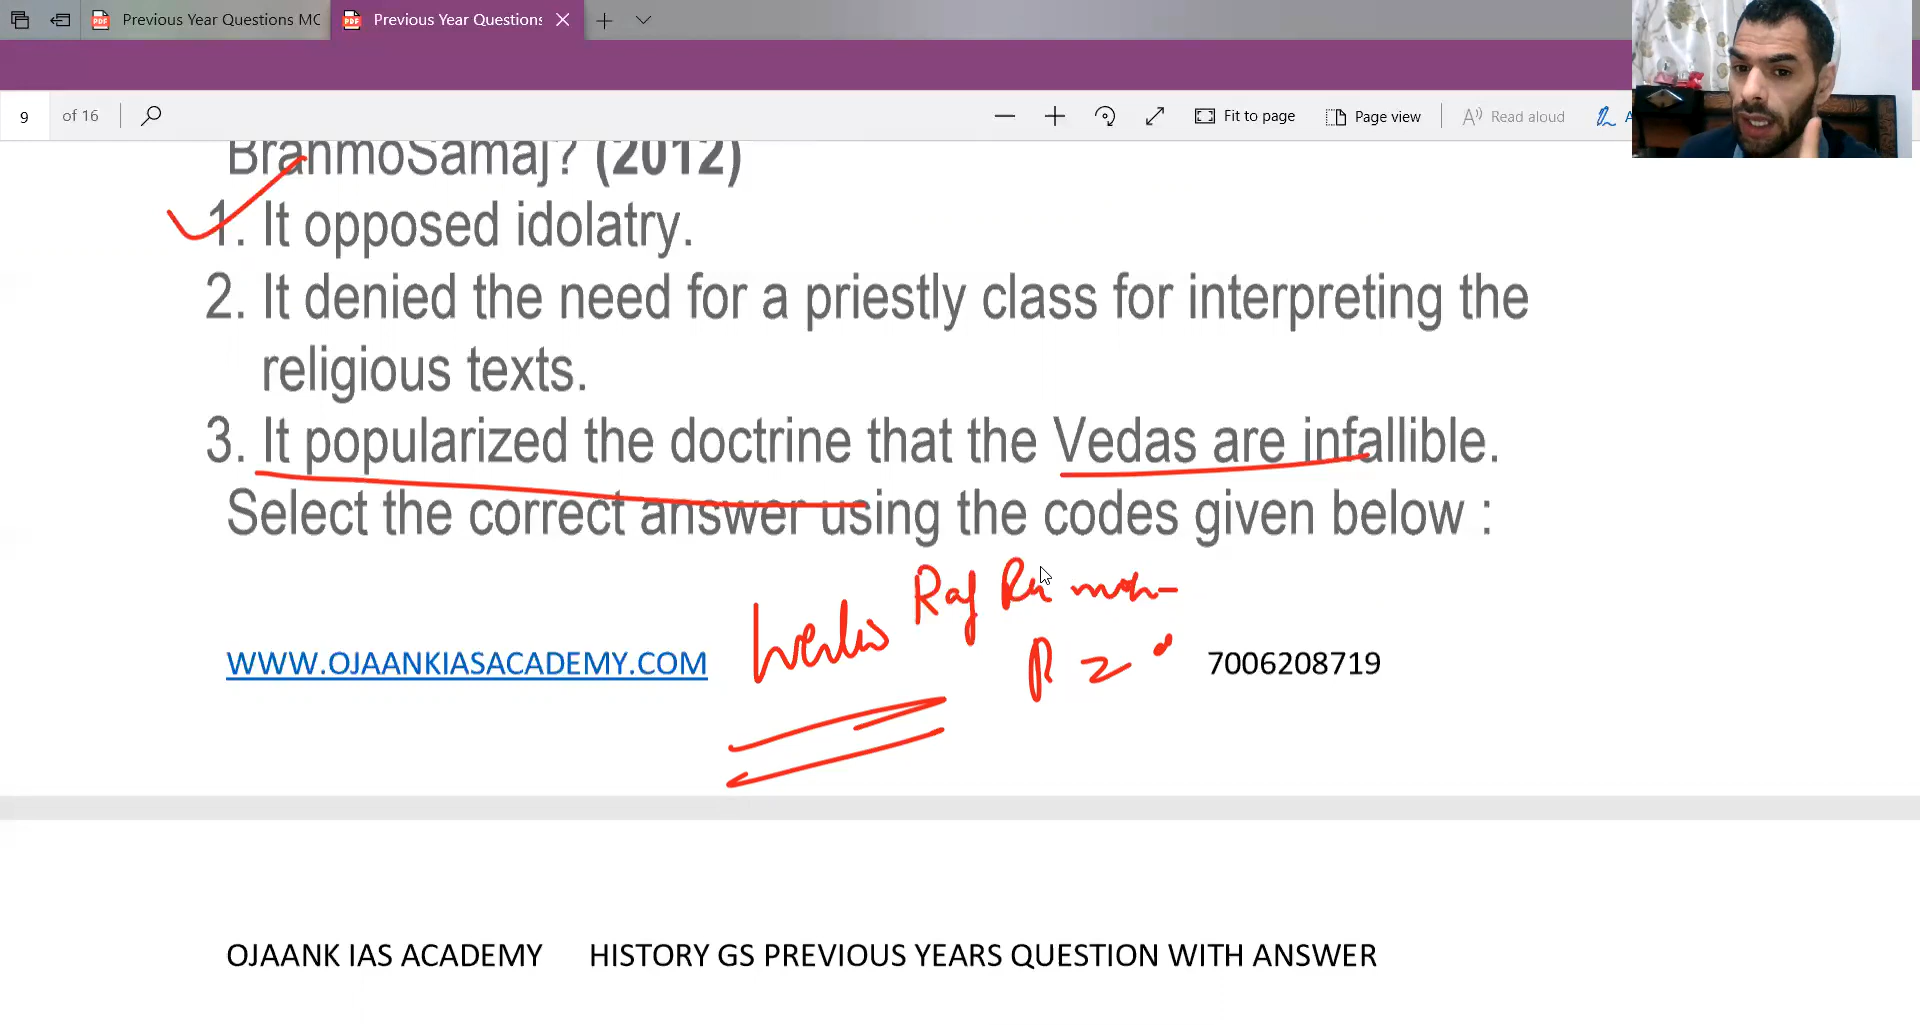 Previous Year Questions MC
Previous Year Questions
9 of 16
Fit to page
Page view
Read aloud
BrahmoSamaj? (2012)
1. It opposed idolatry.
2. It denied the need for a priestly class for interpreting the
religious texts.
3. It popularized the doctrine that the Vedas are infallible.
Select the correct answer using the codes given below :
Raj
WWW.OJAANKIASACADEMY.COM
7006208719
OJAANK IAS ACADEMY HISTORY GS PREVIOUS YEARS QUESTION WITH ANSWER